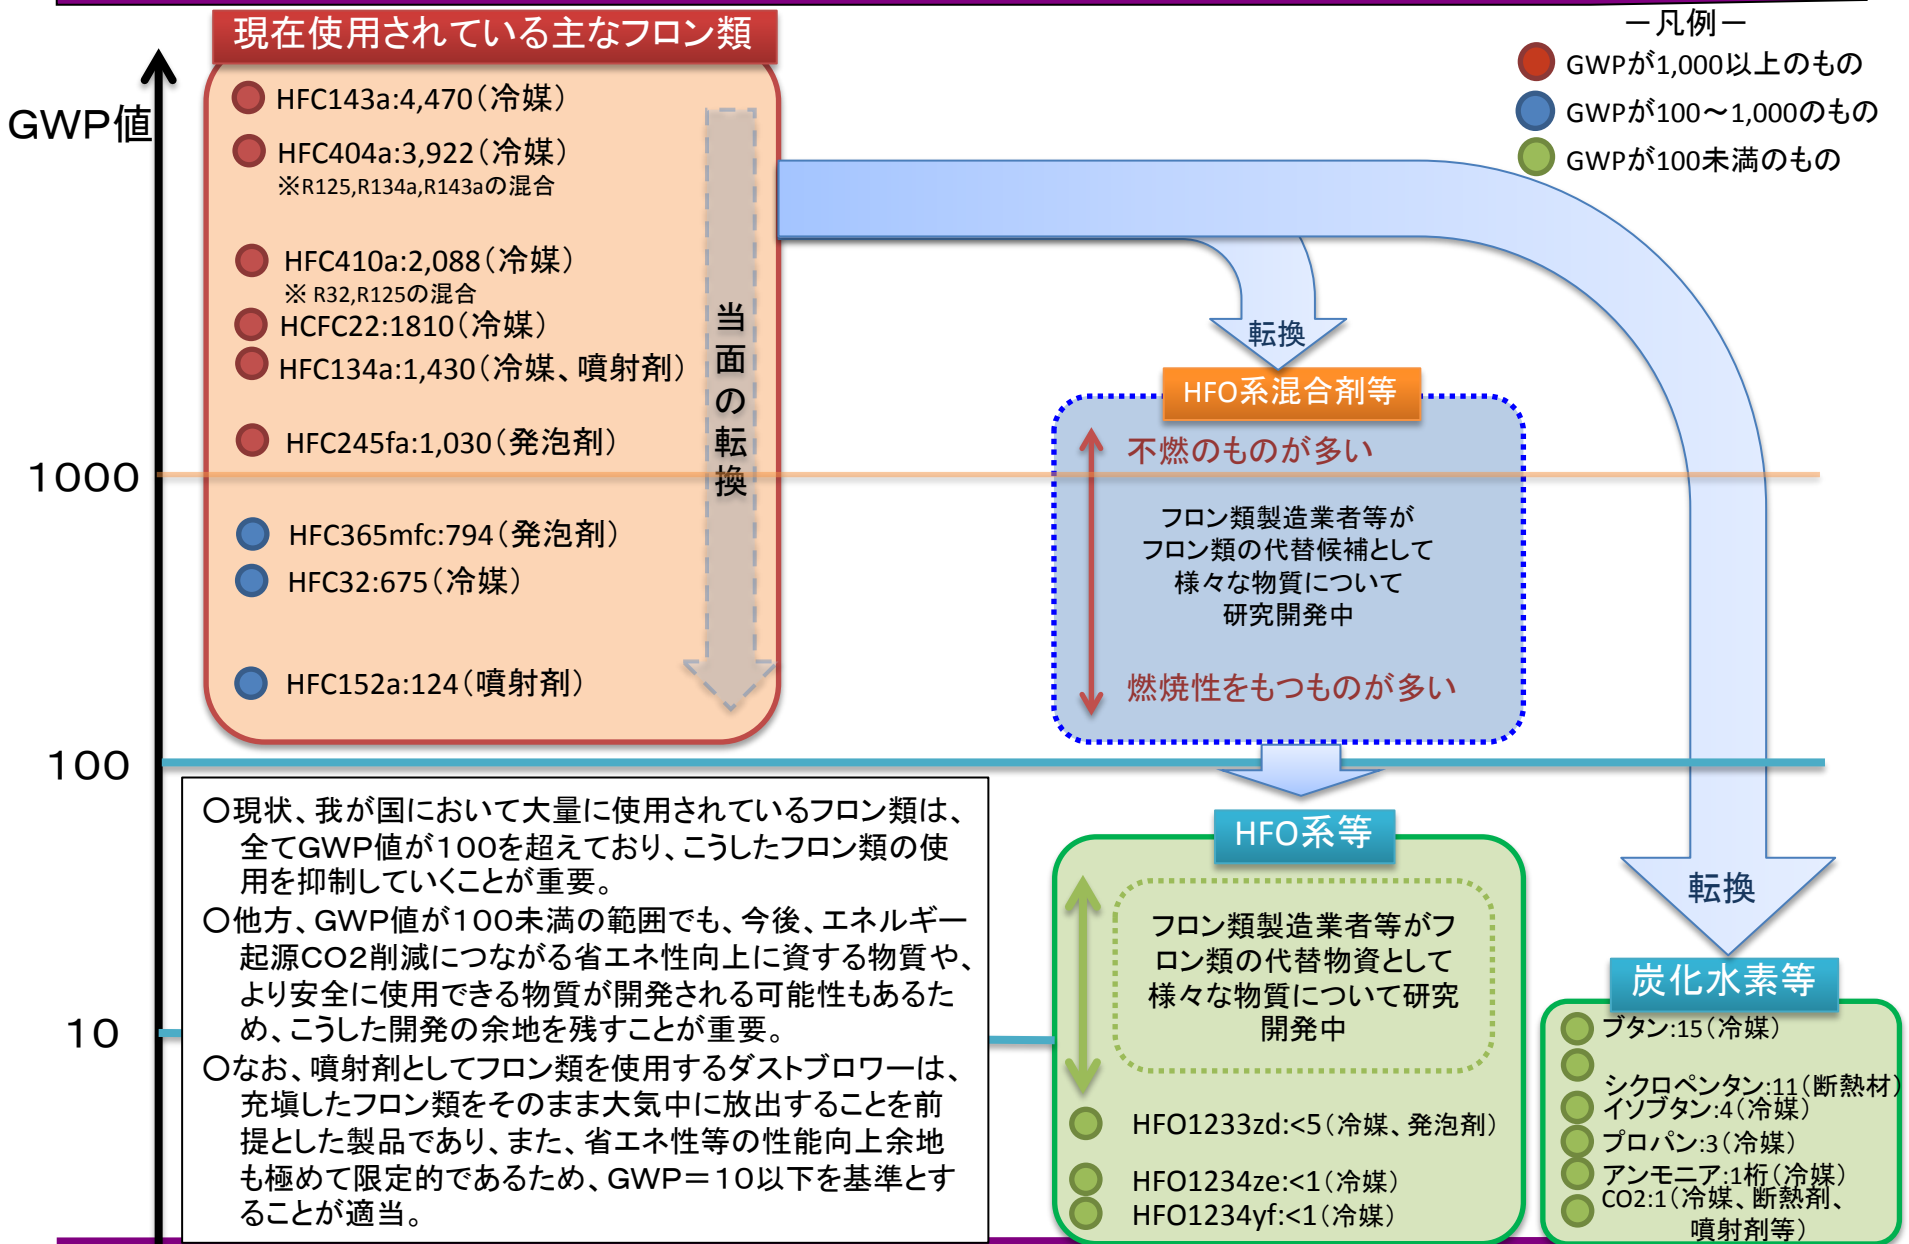 現在使用されている主なフロン類
GWP値
HFC143a:4,470(冷媒)
HFC404a:3,922(冷媒)
※R125,R134a,R143aの混合
HFC410a:2,088(冷媒)
※ R32,R125の混合
HCFC22:1810(冷媒)
HFC134a:1,430(冷媒、噴射剤)
HFC245fa:1,030(発泡剤)
HFC365mfc:794(発泡剤)
HFC32:675(冷媒)
HFC152a:124(噴射剤)
当面の転換
1000
100
10
－凡例－
GWPが1,000以上のもの
GWPが100～1,000のもの
GWPが100未満のもの
転換
HFO系混合剤等
不燃のものが多い
フロン類製造業者等が
フロン類の代替候補として
様々な物質について
研究開発中
燃焼性をもつものが多い
○現状、我が国において大量に使用されているフロン類は、
全てGWP値が100を超えており、こうしたフロン類の使
用を抑制していくことが重要。
○他方、GWP値が100未満の範囲でも、今後、エネルギー
起源CO2削減につながる省エネ性向上に資する物質や、
より安全に使用できる物質が開発される可能性もあるた
め、こうした開発の余地を残すことが重要。
○なお、噴射剤としてフロン類を使用するダストブロワーは、
充塡したフロン類をそのまま大気中に放出することを前
提とした製品であり、また、省エネ性等の性能向上余地
も極めて限定的であるため、GWP＝10以下を基準とす
ることが適当。
HFO系等
フロン類製造業者等がフ
ロン類の代替物資として
様々な物質について研究
開発中
HFO1233zd:<5(冷媒、発泡剤)
HFO1234ze:<1(冷媒)
HFO1234yf:<1(冷媒)
転換
炭化水素等
ブタン:15(冷媒)
シクロペンタン:11(断熱材)
イソブタン:4(冷媒)
プロパン:3(冷媒)
アンモニア:1桁(冷媒)
CO2:1(冷媒、断熱剤、
噴射剤等)